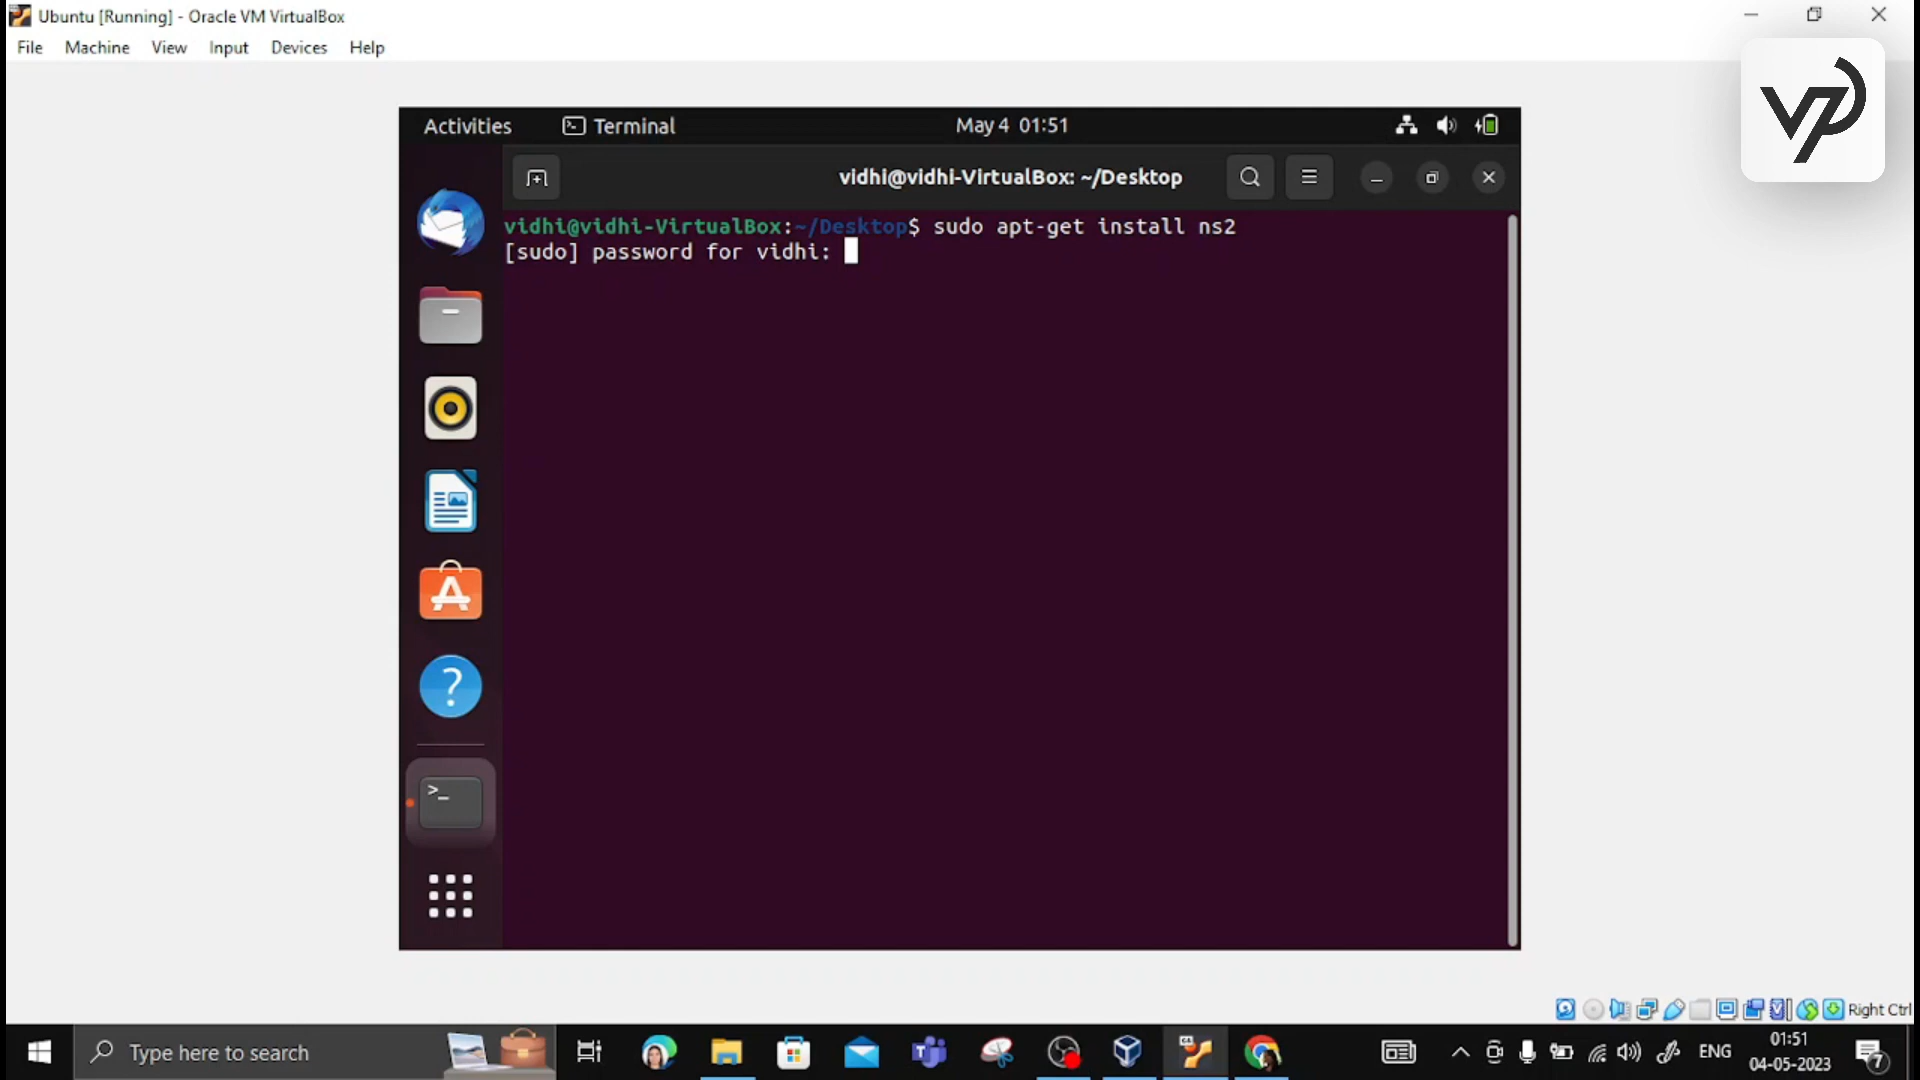 Ubuntu [Running] - Oracle VM VirtualBox
File Machine View Input Devices Help
VP
Activities Terminal May 4 01:51
vidhi@vidhi-VirtualBox: ~/Desktop
vidhi@vidhi-VirtualBox:~/Desktop$ sudo apt-get install ns2
[sudo] password for vidhi:
Right Ctrl
Type here to search
ENG
01:51
04-05-2023
7